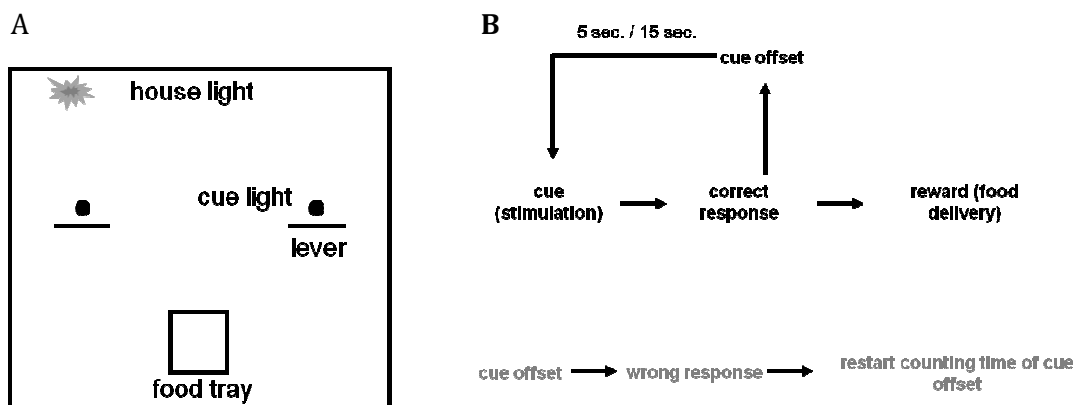 A
house light
cue light
lever
food tray
B
5 sec. / 15 sec.
cue offset
cue
(stimulation)
correct
response
reward (food
delivery)
cue offset
wrong response
restart counting time of cue
offset